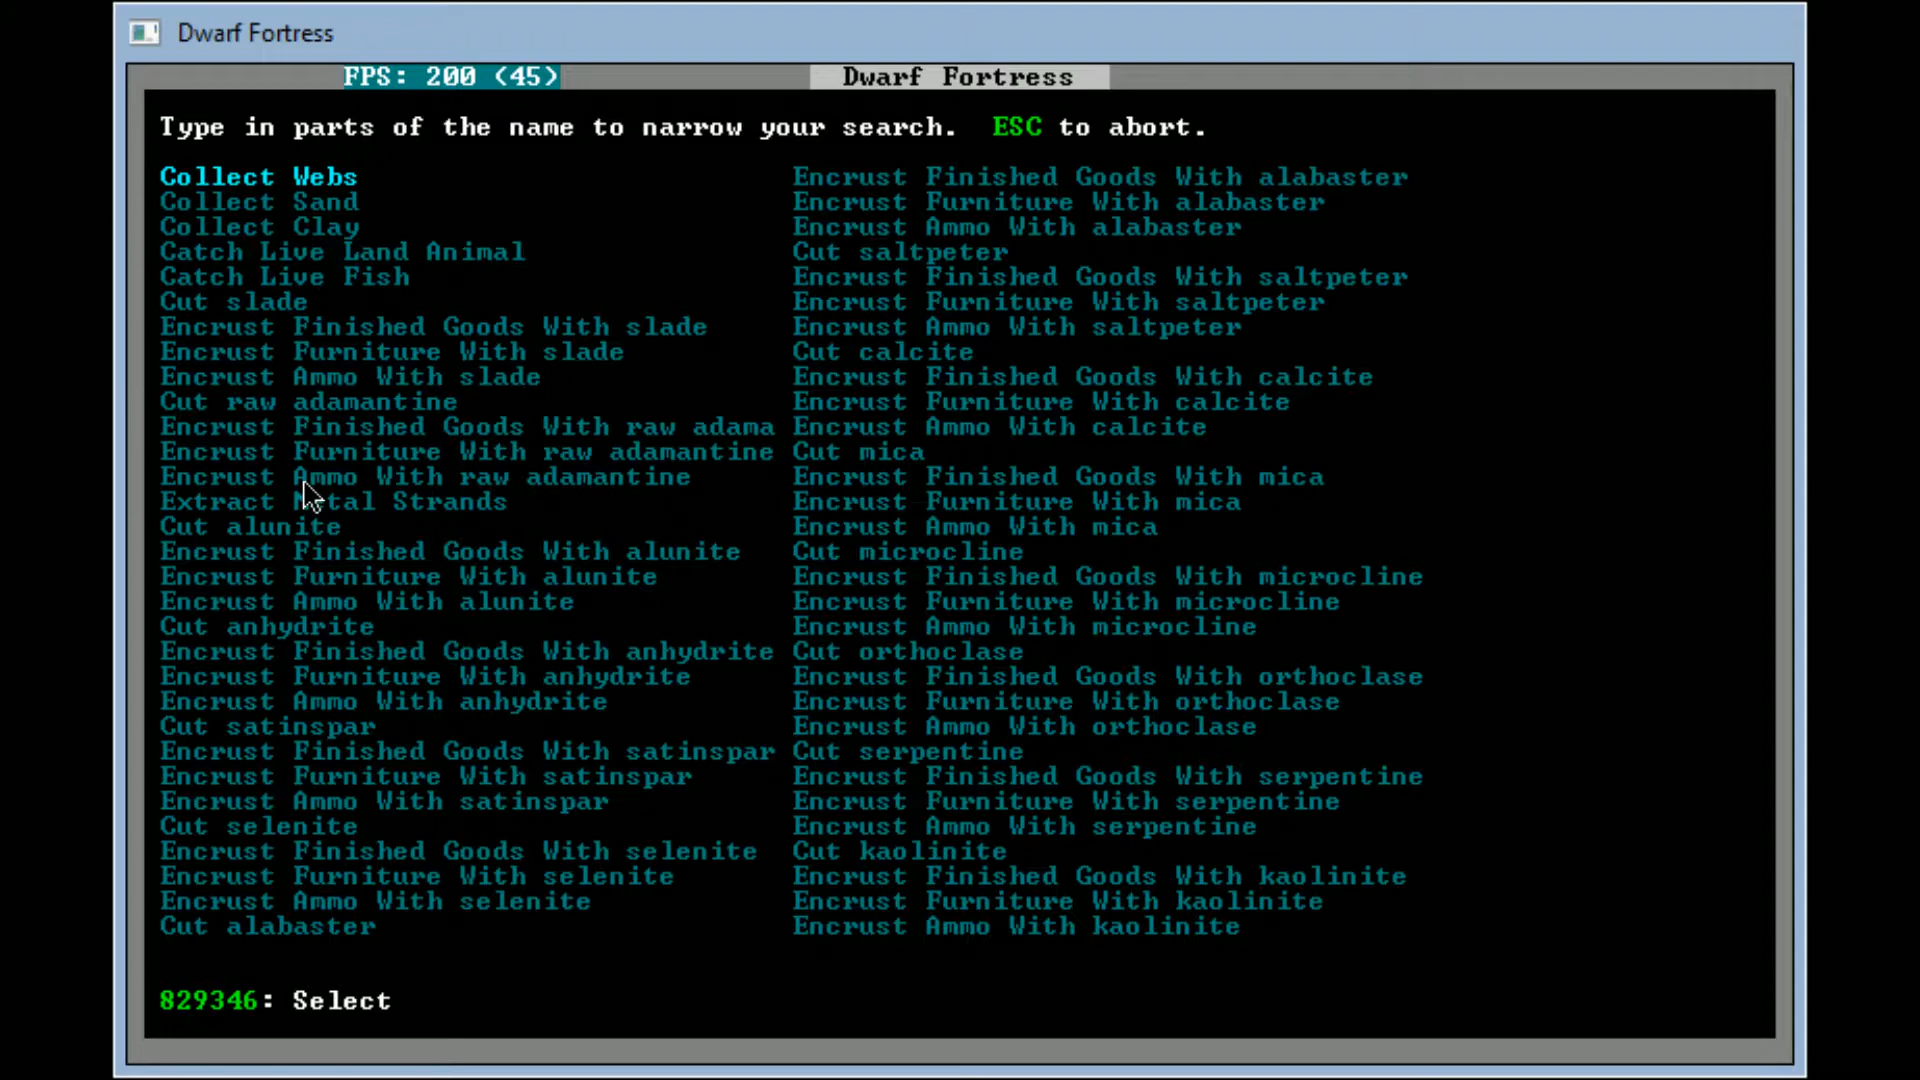 Dwarf Fortress
FPS: 200 (45)
Dwarf Fortress
Type in parts of the name to narrow your search.  ESC to abort.
Collect Webs
Collect Sand
Collect Clay
Catch Live Land Animal
Catch Live Fish
Cut slade
Encrust Finished Goods With slade
Encrust Furniture With slade
Encrust Ammo With slade
Cut raw adamantine
Encrust Finished Goods With raw adama
Encrust Furniture With raw adamantine
Encrust Ammo With raw adamantine
Extract Metal Strands
Cut alunite
Encrust Finished Goods With alunite
Encrust Furniture With alunite
Encrust Ammo With alunite
Cut anhydrite
Encrust Finished Goods With anhydrite
Encrust Furniture With anhydrite
Encrust Ammo With anhydrite
Cut satinspar
Encrust Finished Goods With satinspar
Encrust Furniture With satinspar
Encrust Ammo With satinspar
Cut selenite
Encrust Finished Goods With selenite
Encrust Furniture With selenite
Encrust Ammo With selenite
Cut alabaster
Encrust Finished Goods With alabaster
Encrust Furniture With alabaster
Encrust Ammo With alabaster
Cut saltpeter
Encrust Finished Goods With saltpeter
Encrust Furniture With saltpeter
Encrust Ammo With saltpeter
Cut calcite
Encrust Finished Goods With calcite
Encrust Furniture With calcite
Encrust Ammo With calcite
Cut mica
Encrust Finished Goods With mica
Encrust Furniture With mica
Encrust Ammo With mica
Cut microcline
Encrust Finished Goods With microcline
Encrust Furniture With microcline
Encrust Ammo With microcline
Cut orthoclase
Encrust Finished Goods With orthoclase
Encrust Furniture With orthoclase
Encrust Ammo With orthoclase
Cut serpentine
Encrust Finished Goods With serpentine
Encrust Furniture With serpentine
Encrust Ammo With serpentine
Cut kaolinite
Encrust Finished Goods With kaolinite
Encrust Furniture With kaolinite
Encrust Ammo With kaolinite
829346: Select